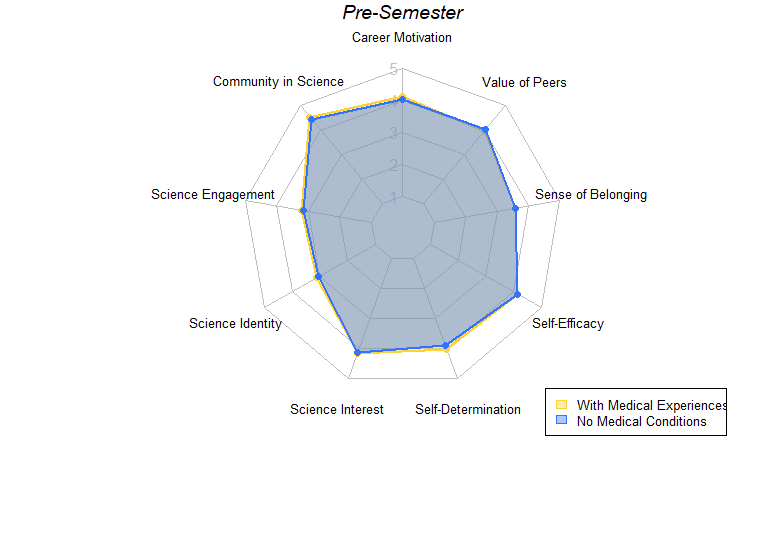 Pre-Semester
Career Motivation
5
Community in Science
Value of Peers
4
3
2
Science Engagement
1
Sense of Belonging
Science Identity
Self-Efficacy
Science Interest
Self-Determination
With Medical Experiences
No Medical Conditions